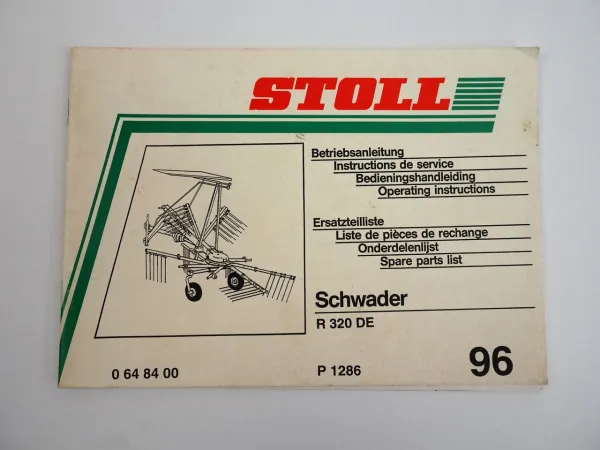 STOLL
Betriebsanleitung
Instructions de service
Bedieningshandleiding
Operating instructions
Ersatzteilliste
Liste de pièces de rechange
Onderdelenlijst
Spare parts list
Schwader
R 320 DE
0 64 84 00
P 1286
96